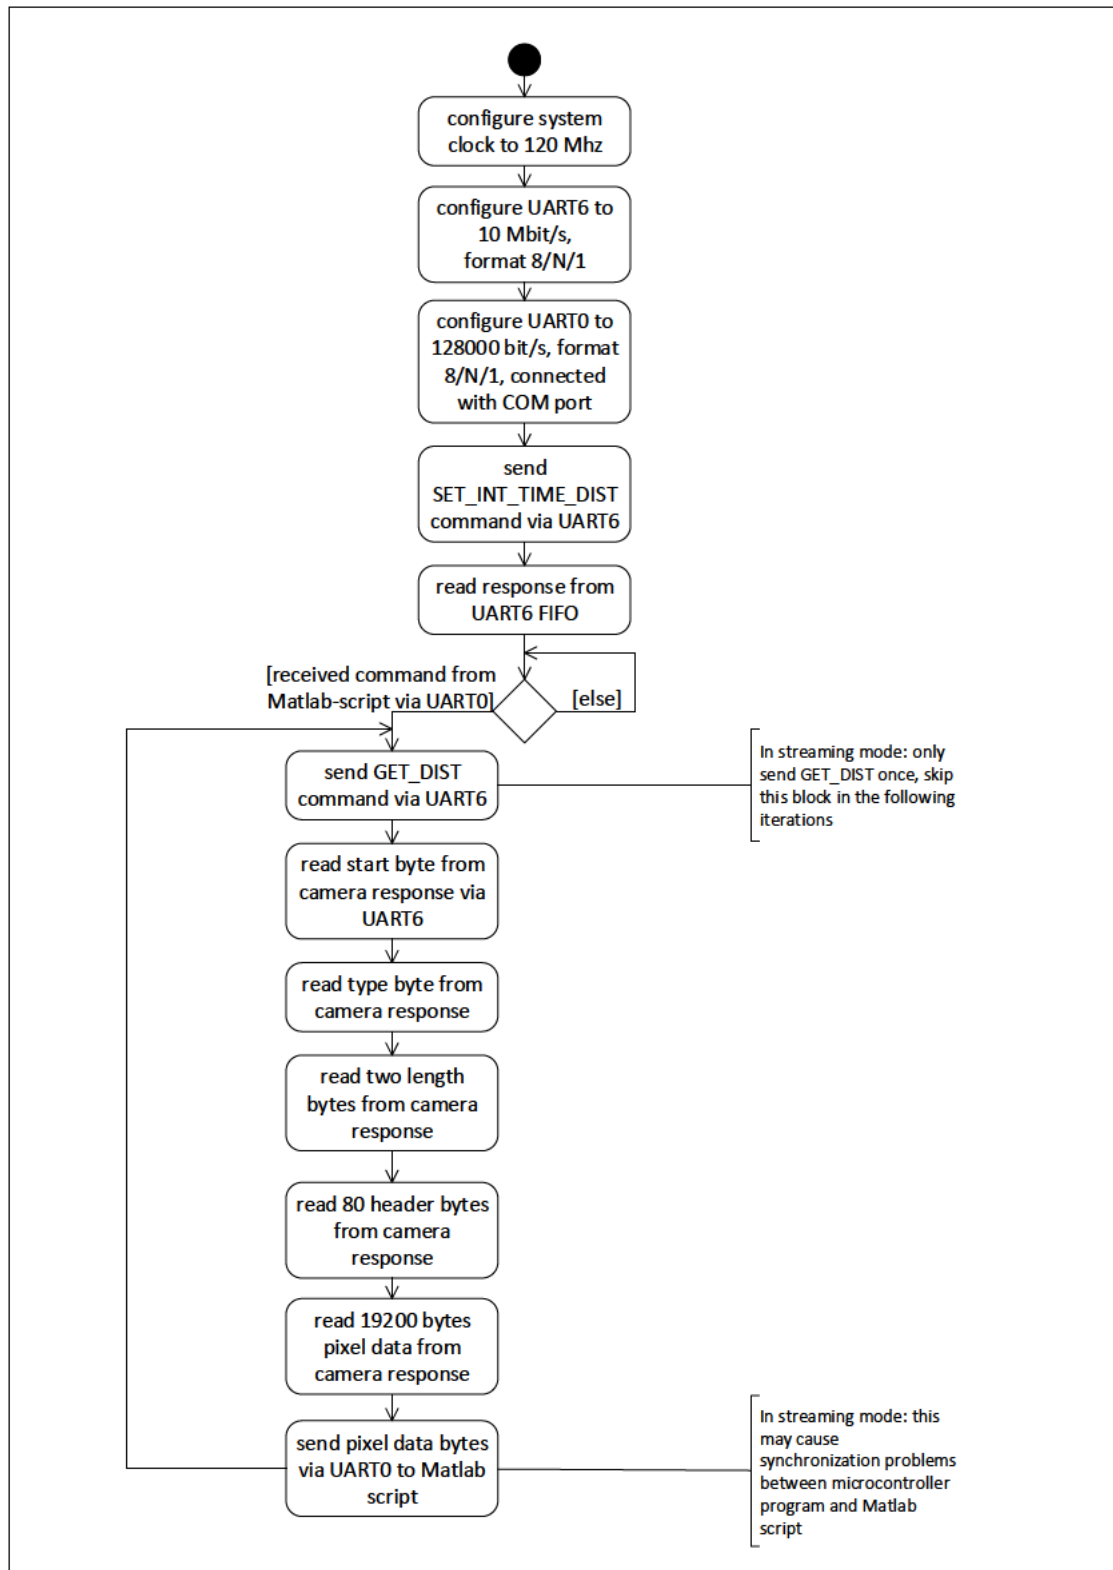 configure system
clock to 120 Mhz
configure UART6 to
10 Mbit/s,
format 8/N/1
configure UART0 to
128000 bit/s, format
8/N/1, connected
with COM port
send
SET_INT_TIME_DIST
command via UART6
read response from
UART6 FIFO
[received command from
Matlab-script via UART0]
[else]
send GET_DIST
command via UART6
In streaming mode: only
send GET_DIST once, skip
this block in the following
iterations
read start byte from
camera response via
UART6
read type byte from
camera response
read two length
bytes from camera
response
read 80 header bytes
from camera
response
read 19200 bytes
pixel data from
camera response
send pixel data bytes
via UART0 to Matlab
script
In streaming mode: this
may cause
synchronization problems
between microcontroller
program and Matlab
script